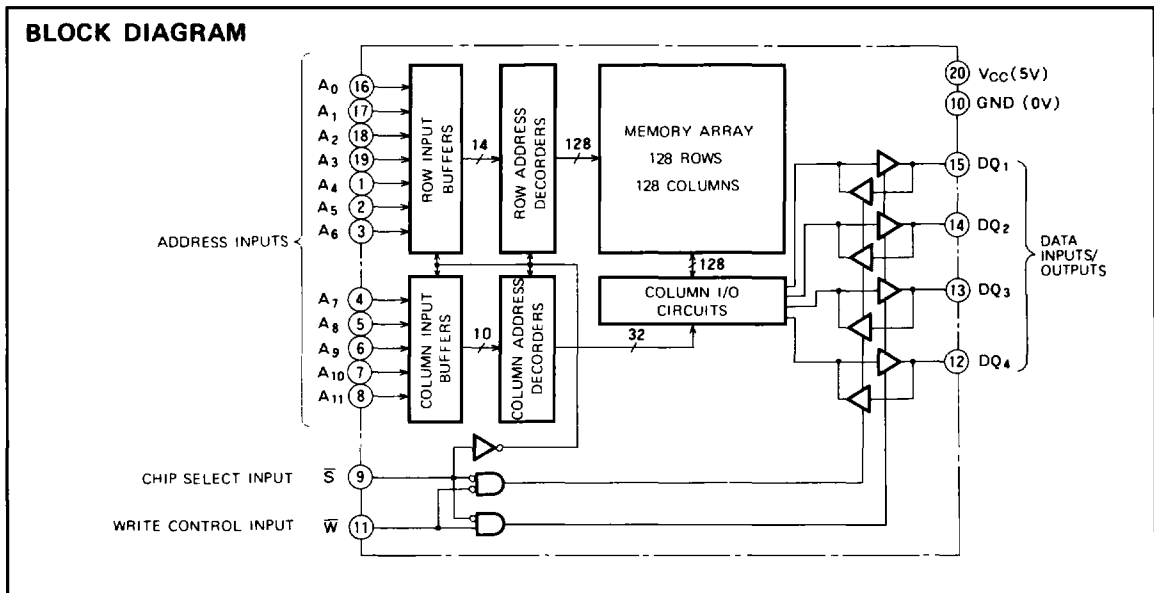 BLOCK DIAGRAM
ADDRESS INPUTS
A0 16
A1 17
A2 18
A3 19
A4 1
A5 2
A6 3
A7 4
A8 5
A9 6
A10 7
A11 8
ROW INPUT
BUFFERS
14
ROW ADDRESS
DECORDERS
128
MEMORY ARRAY
128 ROWS
128 COLUMNS
128
COLUMN INPUT
BUFFERS
10
COLUMN ADDRESS
DECORDERS
32
COLUMN I/O
CIRCUITS
20 VCC (5V)
10 GND (0V)
15 DQ1
14 DQ2
13 DQ3
12 DQ4
DATA
INPUTS/
OUTPUTS
CHIP SELECT INPUT S̅ 9
WRITE CONTROL INPUT W̅ 11